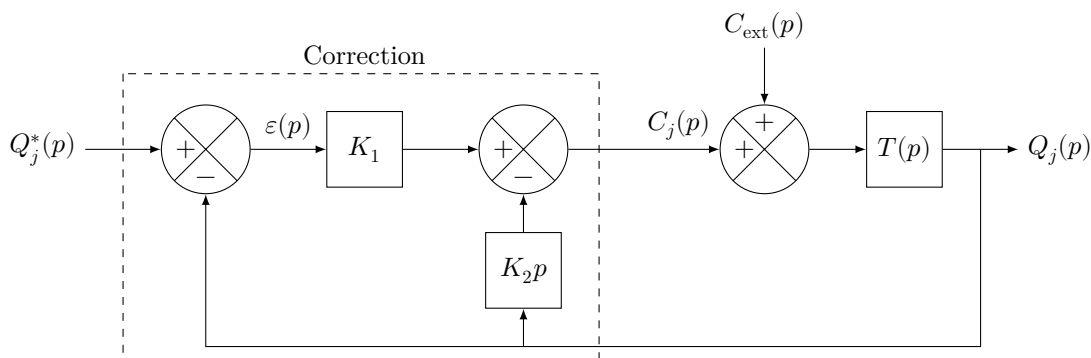 C_ext(p)
Correction
Q_j^*(p) + − ε(p) K_1 + − C_j(p) + + T(p) Q_j(p)
K_2p